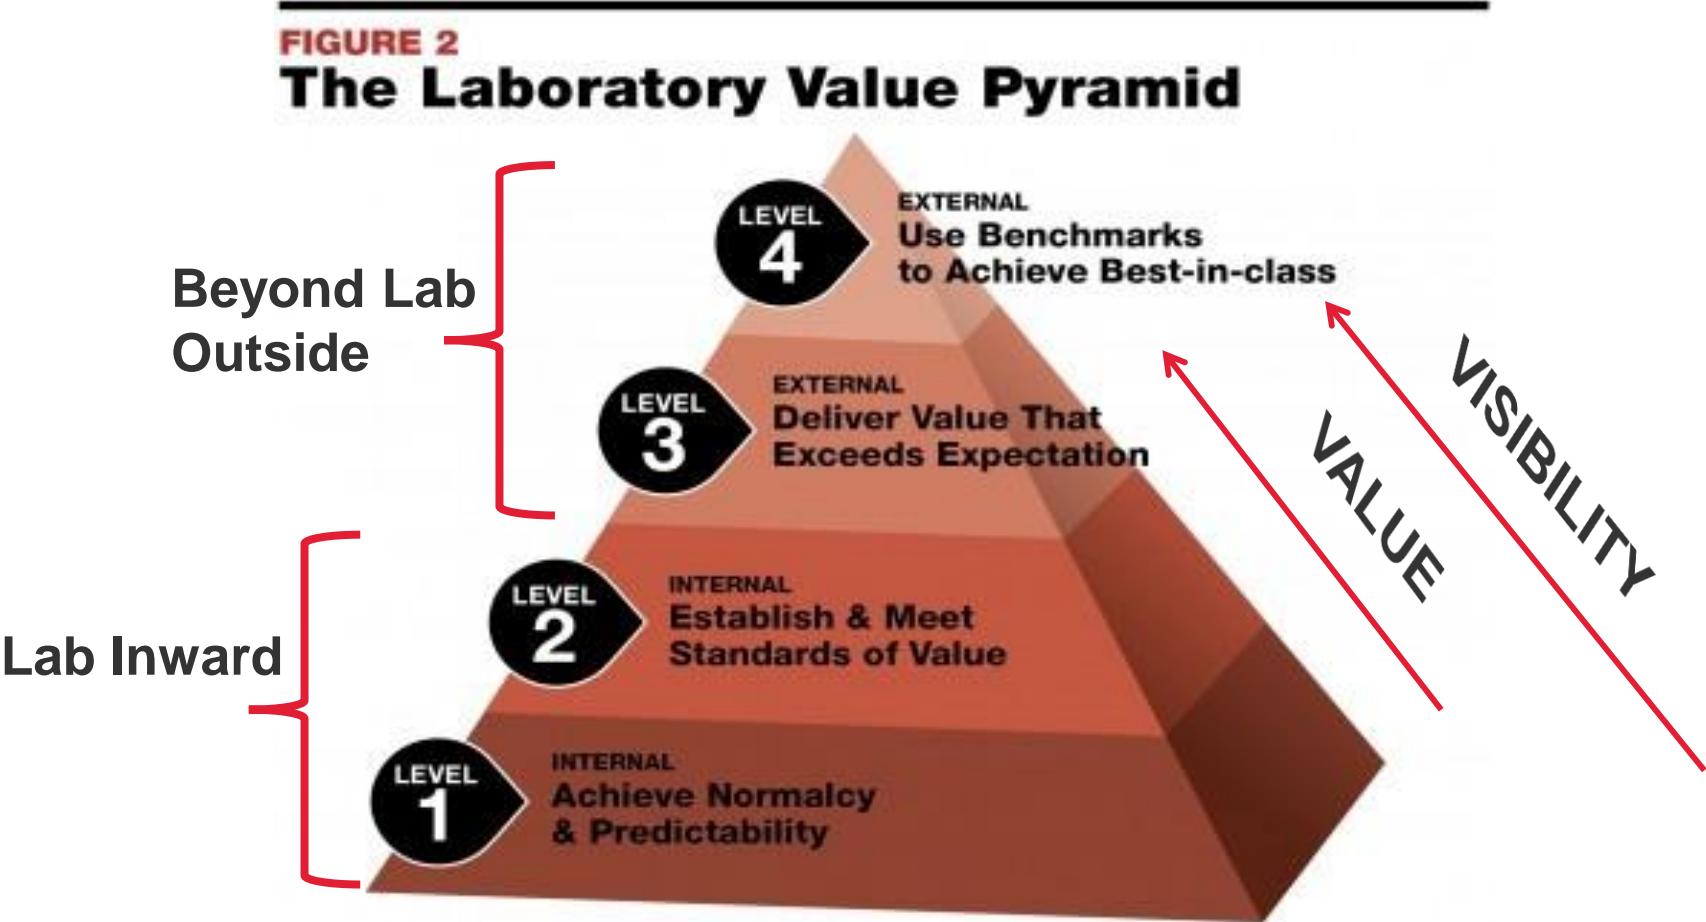 FIGURE 2
The Laboratory Value Pyramid
LEVEL
4
EXTERNAL
Use Benchmarks
to Achieve Best-in-class
Beyond Lab
Outside
LEVEL
3
EXTERNAL
Deliver Value That
Exceeds Expectation
VALUE
VISIBILITY
LEVEL
2
INTERNAL
Establish & Meet
Standards of Value
Lab Inward
LEVEL
1
INTERNAL
Achieve Normalcy
& Predictability